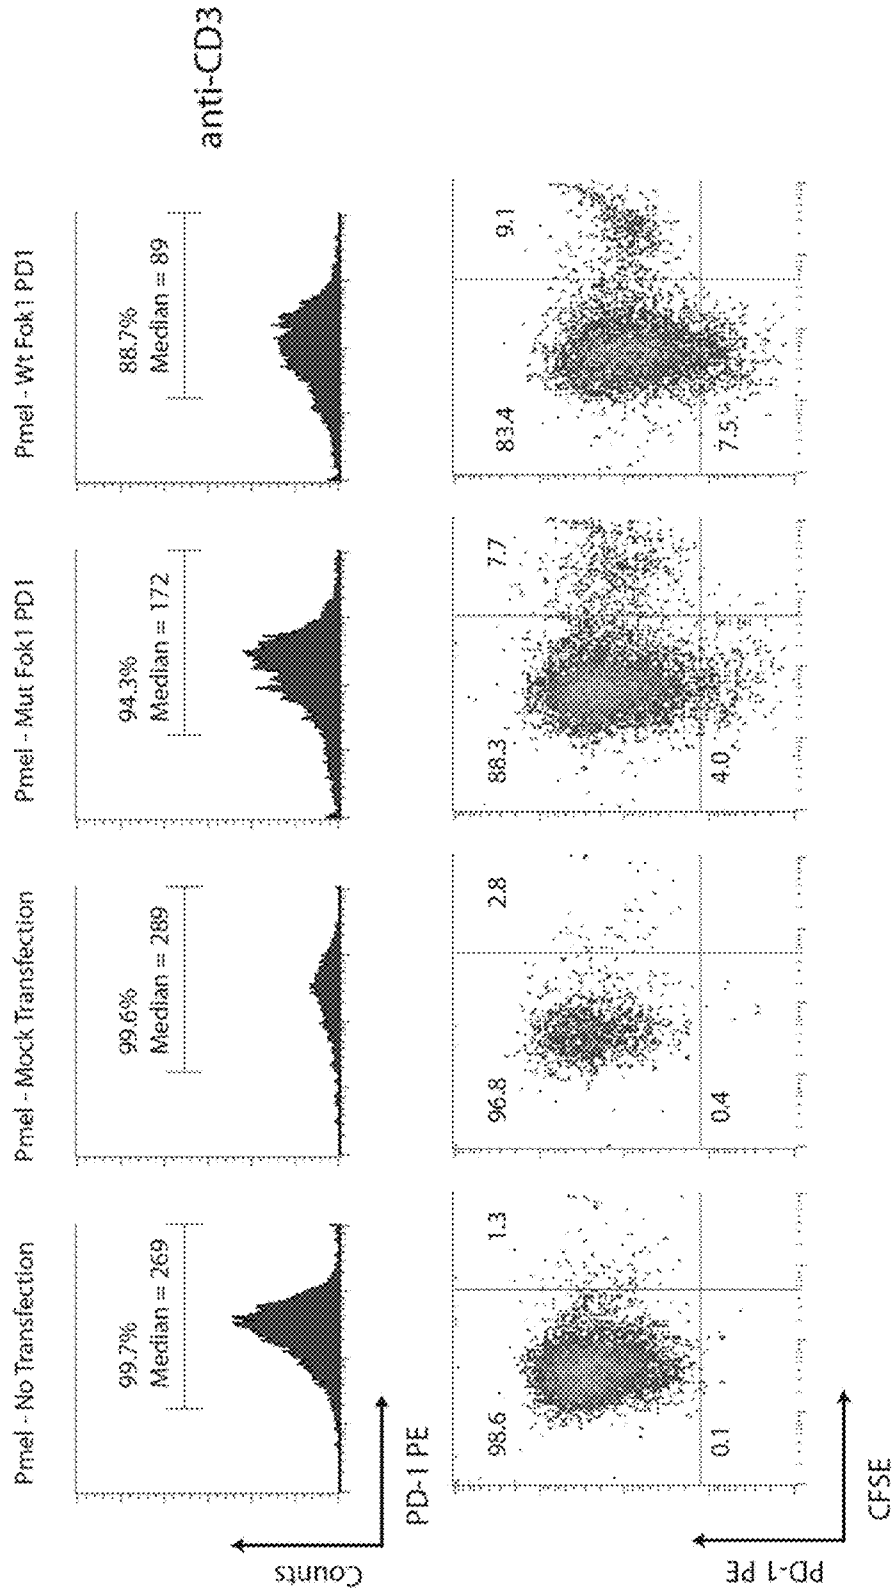 Pmel - No Transfection
Pmel - Mock Transfection
Pmel - Mut Fok1 PD1
Pmel - Wt Fok1 PD1
99.7%
Median = 269
99.6%
Median = 289
94.3%
Median = 172
88.7%
Median = 89
anti-CD3
Counts
PD-1 PE
98.6
1.3
0.1
96.8
2.8
0.4
88.3
7.7
4.0
83.4
9.1
7.5
PD-1 PE
CFSE